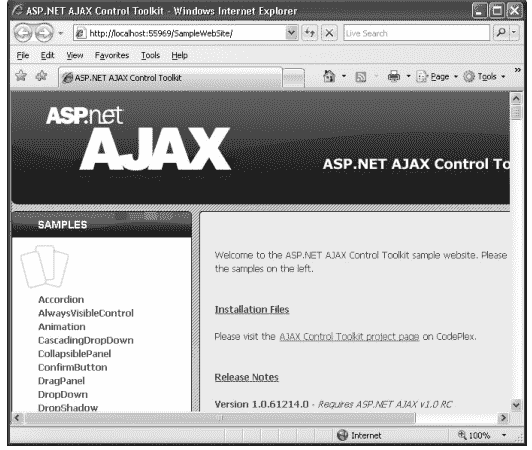 ASP.NET AJAX Control Toolkit - Windows Internet Explorer
http://localhost:55969/SampleWebSite/
Live Search
File Edit View Favorites Tools Help
ASP.NET AJAX Control Toolkit
Page Tools
ASP.net
AJAX
ASP.NET AJAX Control To
SAMPLES
Welcome to the ASP.NET AJAX Control Toolkit sample website. Please
the samples on the left.
Installation Files
Please visit the AJAX Control Toolkit project page on CodePlex.
Release Notes
Version 1.0.61214.0 - Requires ASP.NET AJAX v1.0 RC
Accordion
AlwaysVisibleControl
Animation
CascadingDropDown
CollapsiblePanel
ConfirmButton
DragPanel
DropDown
DropShadow
Internet
100%